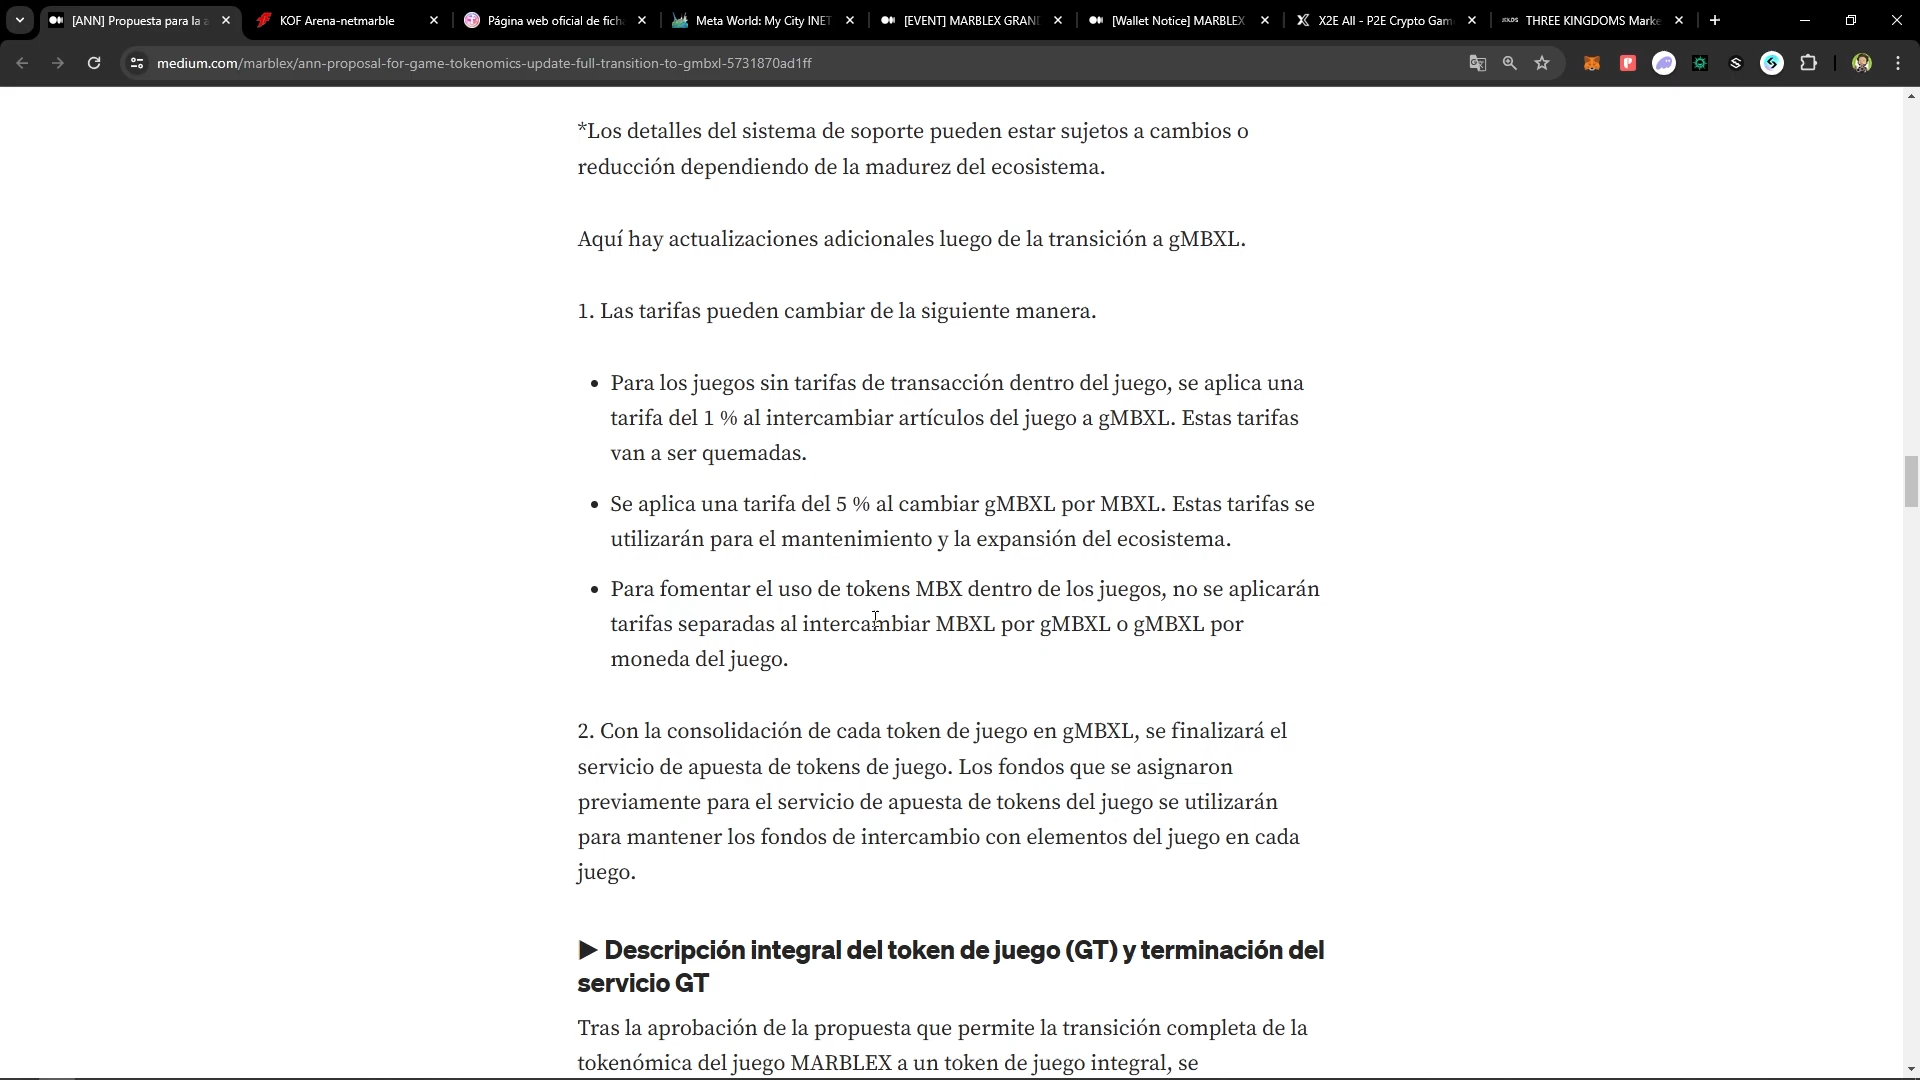 [ANN] Propuesta para la a
KOF Arena-netmarble
Página web oficial de fich
Meta World: My City INET
[EVENT] MARBLEX GRAN
[Wallet Notice] MARBLEX
X2E All - P2E Crypto Gam
THREE KINGDOMS Marke
medium.com/marblex/ann-proposal-for-game-tokenomics-update-full-transition-to-gmbxl-5731870ad1ff
*Los detalles del sistema de soporte pueden estar sujetos a cambios o
reducción dependiendo de la madurez del ecosistema.
Aquí hay actualizaciones adicionales luego de la transición a gMBXL.
1. Las tarifas pueden cambiar de la siguiente manera.
• Para los juegos sin tarifas de transacción dentro del juego, se aplica una
tarifa del 1 % al intercambiar artículos del juego a gMBXL. Estas tarifas
van a ser quemadas.
• Se aplica una tarifa del 5 % al cambiar gMBXL por MBXL. Estas tarifas se
utilizarán para el mantenimiento y la expansión del ecosistema.
• Para fomentar el uso de tokens MBX dentro de los juegos, no se aplicarán
tarifas separadas al intercambiar MBXL por gMBXL o gMBXL por
moneda del juego.
2. Con la consolidación de cada token de juego en gMBXL, se finalizará el
servicio de apuesta de tokens de juego. Los fondos que se asignaron
previamente para el servicio de apuesta de tokens del juego se utilizarán
para mantener los fondos de intercambio con elementos del juego en cada
juego.
▶ Descripción integral del token de juego (GT) y terminación del
servicio GT
Tras la aprobación de la propuesta que permite la transición completa de la
tokenómica del juego MARBLEX a un token de juego integral, se